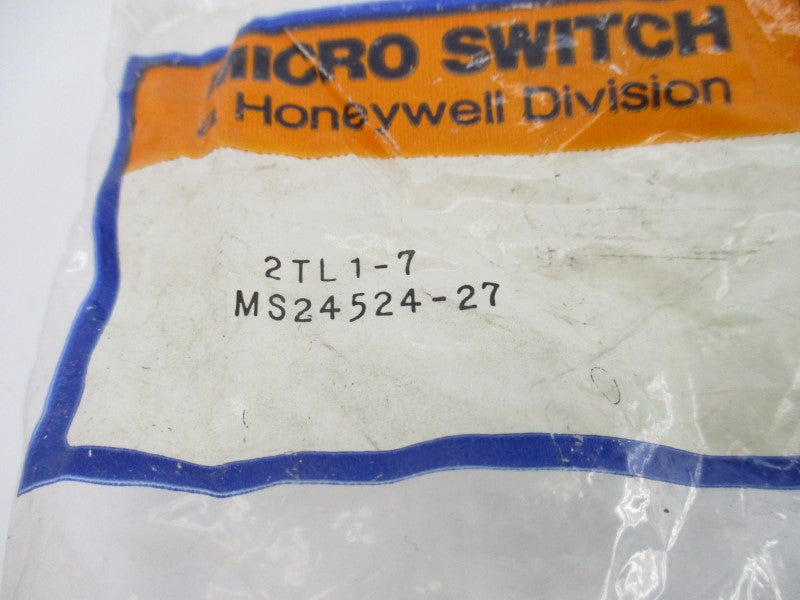 MICRO SWITCH
a Honeywell Division
2TL1-7
MS24524-27